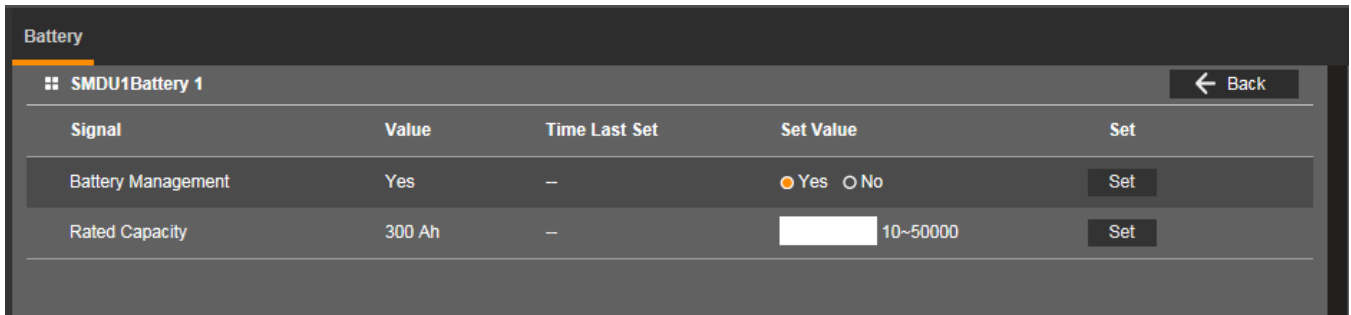 Battery
SMDU1Battery 1 Back
Signal Value Time Last Set Set Value Set
Battery Management Yes -- Yes No Set
Rated Capacity 300 Ah -- 10~50000 Set